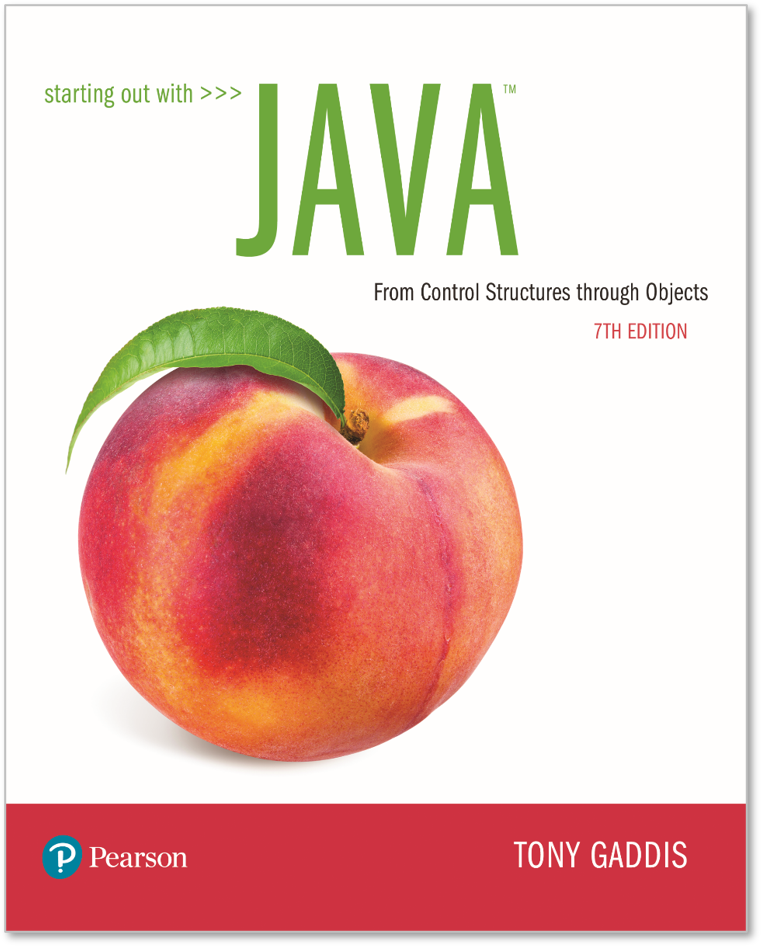 starting out with >>>
JAVA™
From Control Structures through Objects
7TH EDITION
Pearson
TONY GADDIS